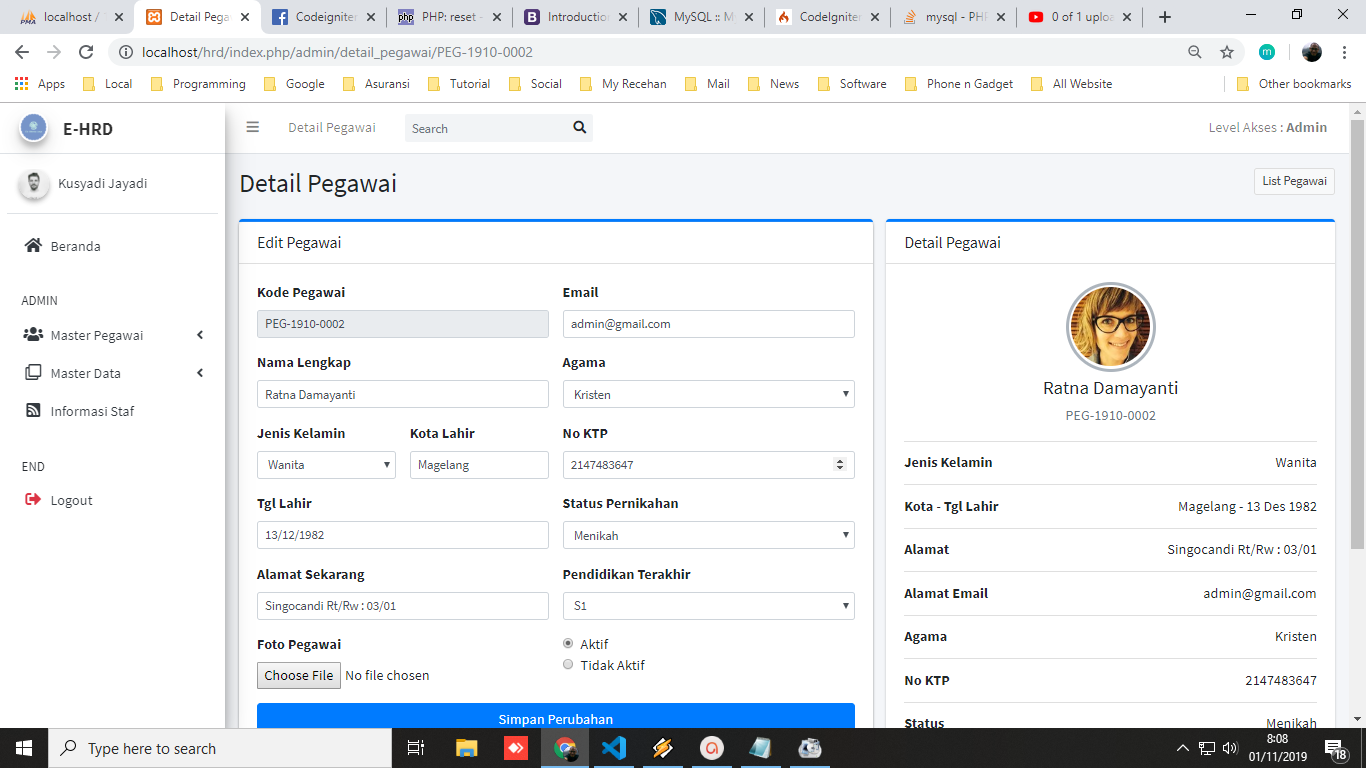 localhost /
Detail Pega
Codeignite
PHP: reset -
Introduction
MySQL :: M
CodeIgniter
mysql - PHP
0 of 1 uploa
localhost/hrd/index.php/admin/detail_pegawai/PEG-1910-0002
m
Apps
Local
Programming
Google
Asuransi
Tutorial
Social
My Recehan
Mail
News
Software
Phone n Gadget
All Website
Other bookmarks
E-HRD
Detail Pegawai
Search
Level Akses : Admin
Kusyadi Jayadi
Beranda
ADMIN
Master Pegawai
Master Data
Informasi Staf
END
Logout
Detail Pegawai
List Pegawai
Edit Pegawai
Kode Pegawai
Email
PEG-1910-0002
admin@gmail.com
Nama Lengkap
Agama
Ratna Damayanti
Kristen
Jenis Kelamin
Kota Lahir
No KTP
Wanita
Magelang
2147483647
Tgl Lahir
Status Pernikahan
13/12/1982
Menikah
Alamat Sekarang
Pendidikan Terakhir
Singocandi Rt/Rw : 03/01
S1
Foto Pegawai
Aktif
Tidak Aktif
Choose File No file chosen
Simpan Perubahan
Detail Pegawai
Ratna Damayanti
PEG-1910-0002
Jenis Kelamin Wanita
Kota - Tgl Lahir Magelang - 13 Des 1982
Alamat Singocandi Rt/Rw : 03/01
Alamat Email admin@gmail.com
Agama Kristen
No KTP 2147483647
Status Menikah
Type here to search
8:08
01/11/2019
18